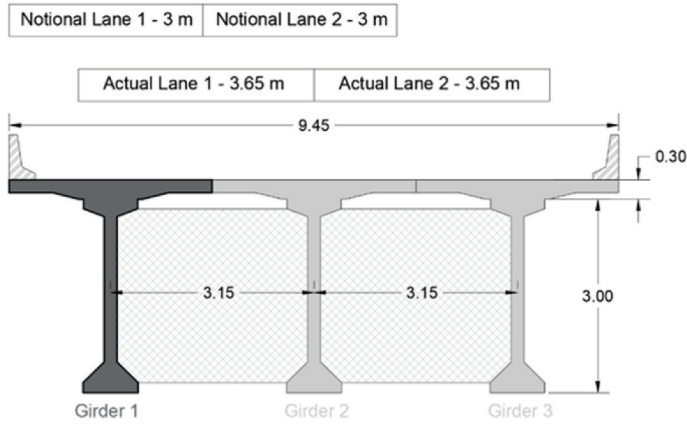 Notional Lane 1 - 3 m Notional Lane 2 - 3 m
Actual Lane 1 - 3.65 m Actual Lane 2 - 3.65 m
9.45
0.30
3.15 3.15 3.00
Girder 1 Girder 2 Girder 3